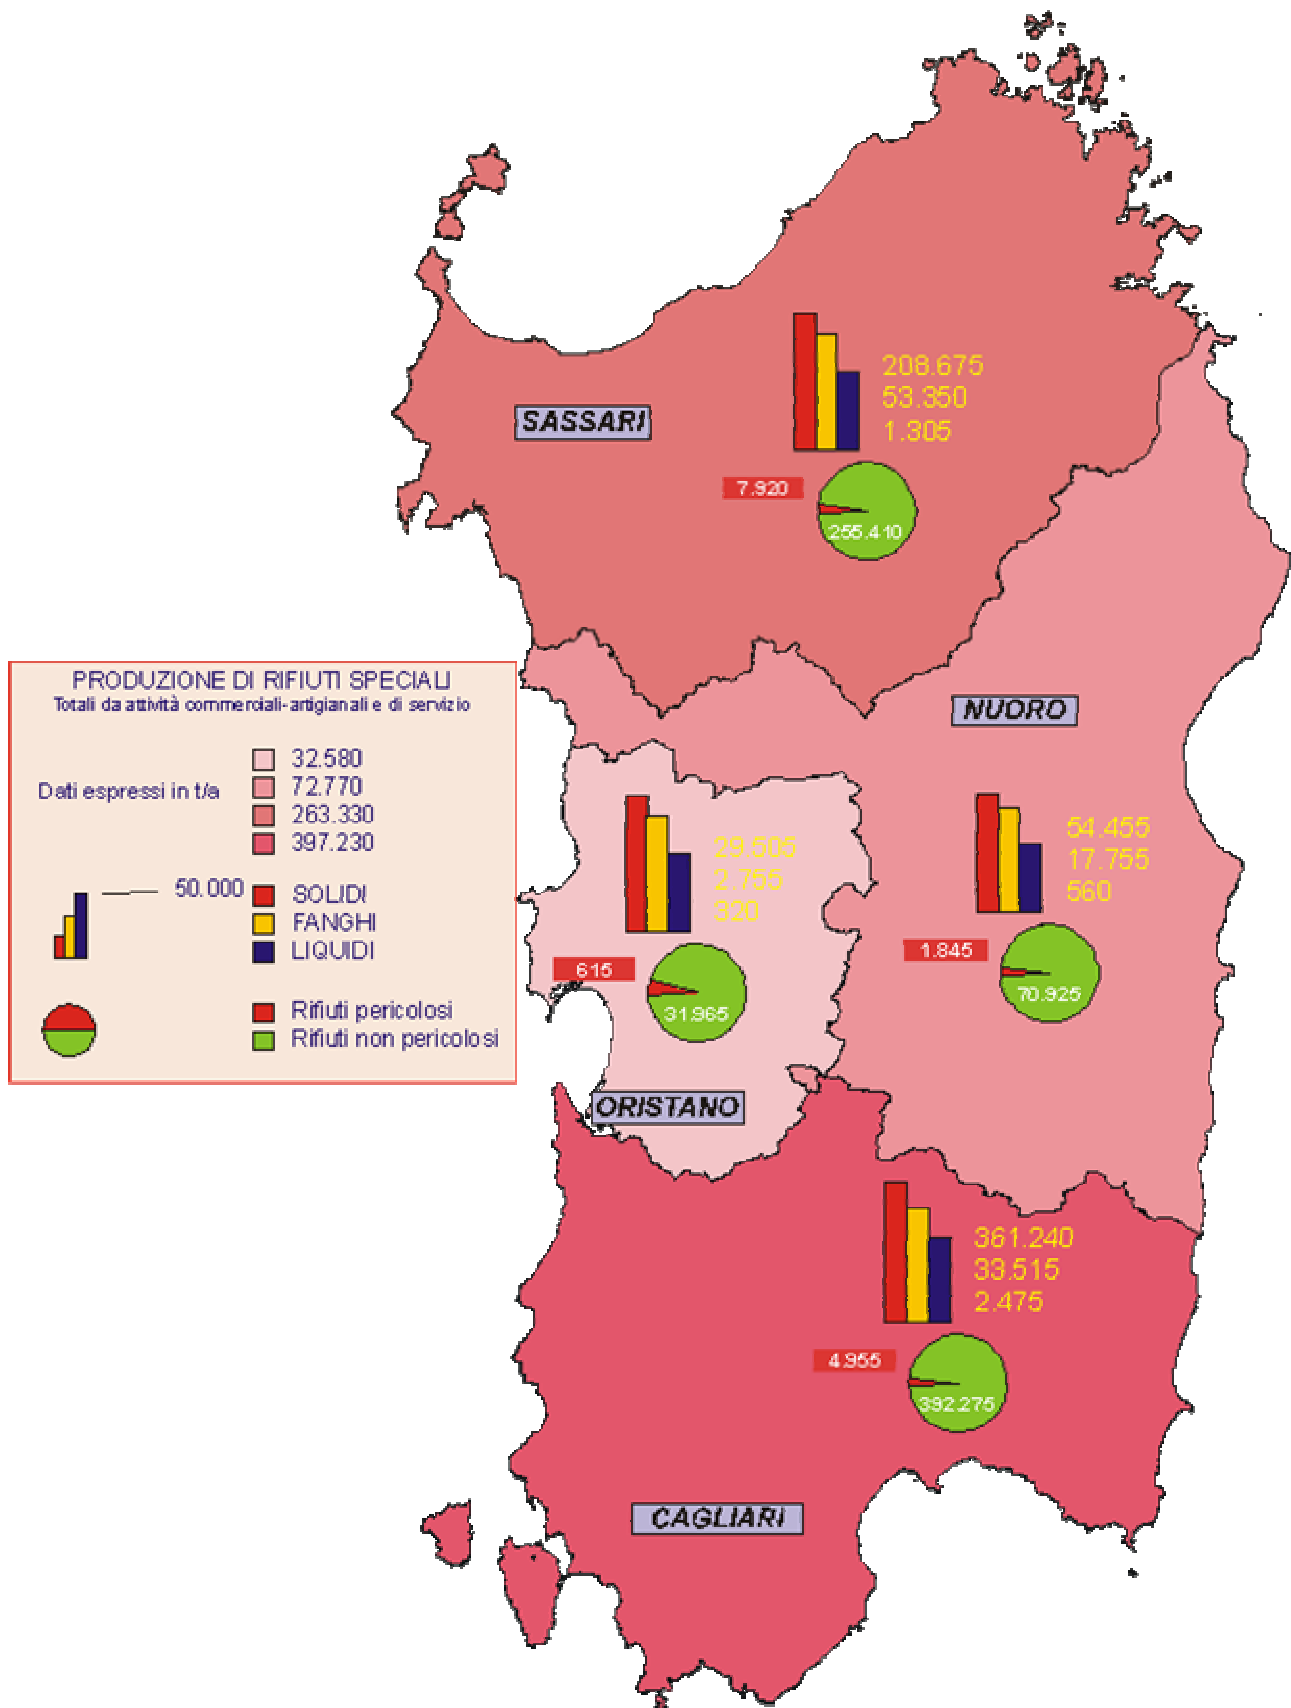 208.675
53.350
1.305
SASSARI
7.920
255.410
PRODUZIONE DI RIFIUTI SPECIALI
Totali da attività commerciali-artigianali e di servizio
Dati espressi in t/a
32.580
72.770
263.330
397.230
50.000
SOLIDI
FANGHI
LIQUIDI
Rifiuti pericolosi
Rifiuti non pericolosi
NUORO
54.455
17.755
560
1.845
70.925
29.505
2.755
320
615
31.965
ORISTANO
361.240
33.515
2.475
4.955
392.275
CAGLIARI